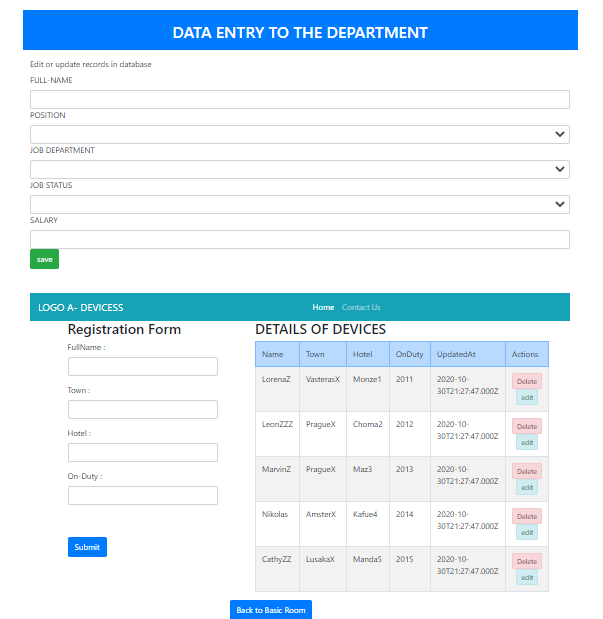 DATA ENTRY TO THE DEPARTMENT
Edit or update records in database
FULL-NAME
POSITION
JOB DEPARTMENT
JOB STATUS
SALARY
save
LOGO A- DEVICESS Home Contact Us
Registration Form
FullName :
Town :
Hotel :
On-Duty :
Submit
DETAILS OF DEVICES
Name Town Hotel OnDuty UpdatedAt Actions
LorenaZ VasterasX Monze1 2011 2020-10- Delete
30T21:27:47.000Z edit
LeonZZZ PragueX Choma2 2012 2020-10- Delete
30T21:27:47.000Z edit
MarvinZ PragueX Maz3 2013 2020-10- Delete
30T21:27:47.000Z edit
Nikolas AmsterX Kafue4 2014 2020-10- Delete
30T21:27:47.000Z edit
CathyZZ LusakaX Manda5 2015 2020-10- Delete
30T21:27:47.000Z edit
Back to Basic Room